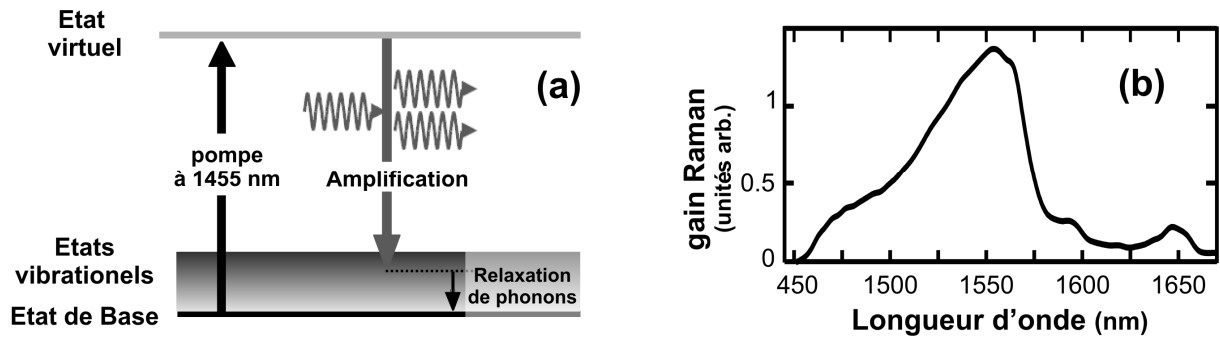 Etat
virtuel
(a)
pompe
à 1455 nm
Amplification
Etats
vibrationels
Etat de Base
Relaxation
de phonons
(b)
gain Raman
(unités arb.)
1
0.5
0
450
1500
1550
1600
1650
Longueur d'onde (nm)